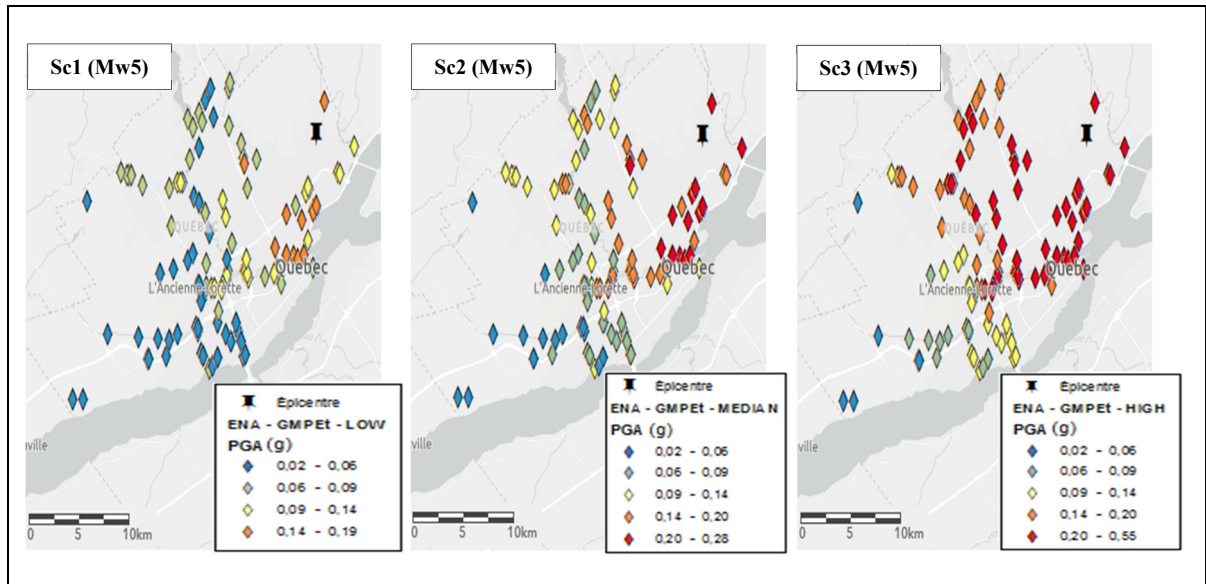 Sc1 (Mw5)
QUÉBEC
Québec
L'Ancienne-Lorette
ville
Épicentre
ENA - GMPEt - LOW
PGA (g)
0,02 - 0,06
0,06 - 0,09
0,09 - 0,14
0,14 - 0,19
0 5 10km
Sc2 (Mw5)
QUÉBEC
Québec
L'Ancienne-Lorette
ville
Épicentre
ENA - GMPEt - MEDIAN
PGA (g)
0,02 - 0,06
0,06 - 0,09
0,09 - 0,14
0,14 - 0,20
0,20 - 0,28
0 5 10km
Sc3 (Mw5)
QUÉBEC
Québec
L'Ancienne-Lorette
ville
Épicentre
ENA - GMPEt - HIGH
PGA (g)
0,02 - 0,06
0,06 - 0,09
0,09 - 0,14
0,14 - 0,20
0,20 - 0,55
0 5 10km